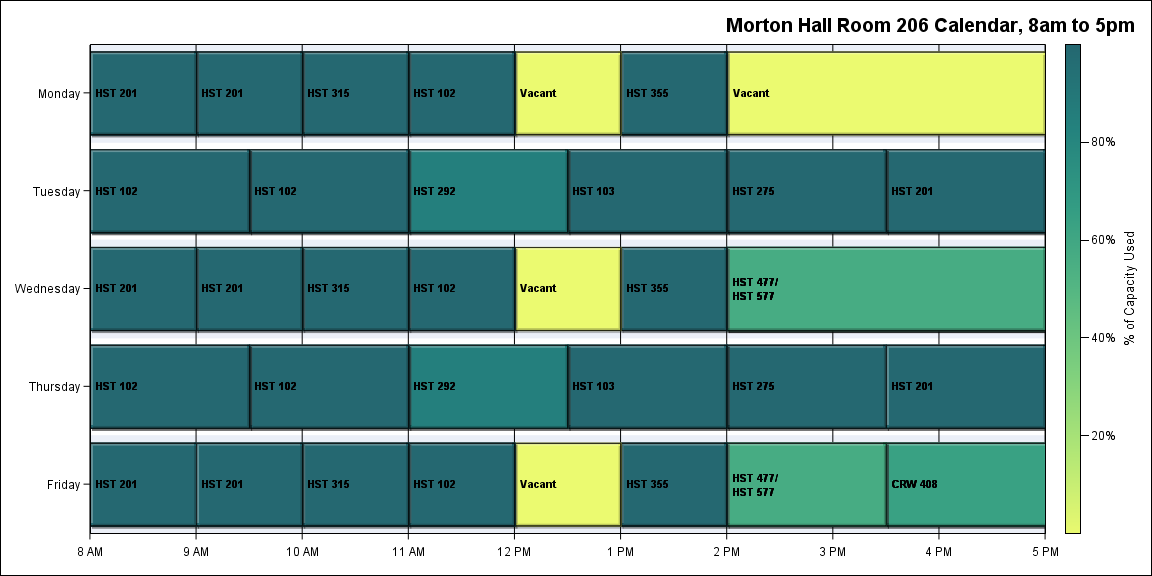 Morton Hall Room 206 Calendar, 8am to 5pm
Monday
HST 201
HST 201
HST 315
HST 102
Vacant
HST 355
Vacant
Tuesday
HST 102
HST 102
HST 292
HST 103
HST 275
HST 201
Wednesday
HST 201
HST 201
HST 315
HST 102
Vacant
HST 355
HST 477/
HST 577
Thursday
HST 102
HST 102
HST 292
HST 103
HST 275
HST 201
Friday
HST 201
HST 201
HST 315
HST 102
Vacant
HST 355
HST 477/
HST 577
CRW 408
8 AM
9 AM
10 AM
11 AM
12 PM
1 PM
2 PM
3 PM
4 PM
5 PM
80%
60%
40%
20%
% of Capacity Used